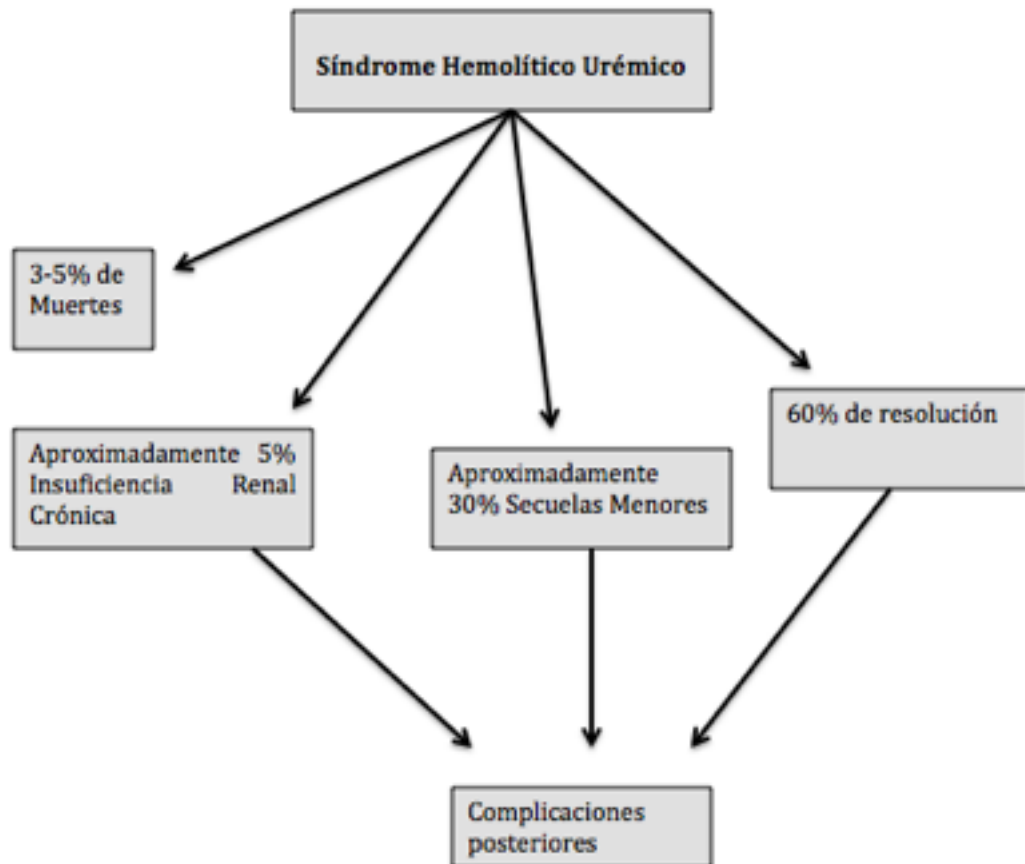 Síndrome Hemolítico Urémico
3-5% de
Muertes
Aproximadamente 5%
Insuficiencia Renal
Crónica
Aproximadamente
30% Secuelas Menores
60% de resolución
Complicaciones
posteriores